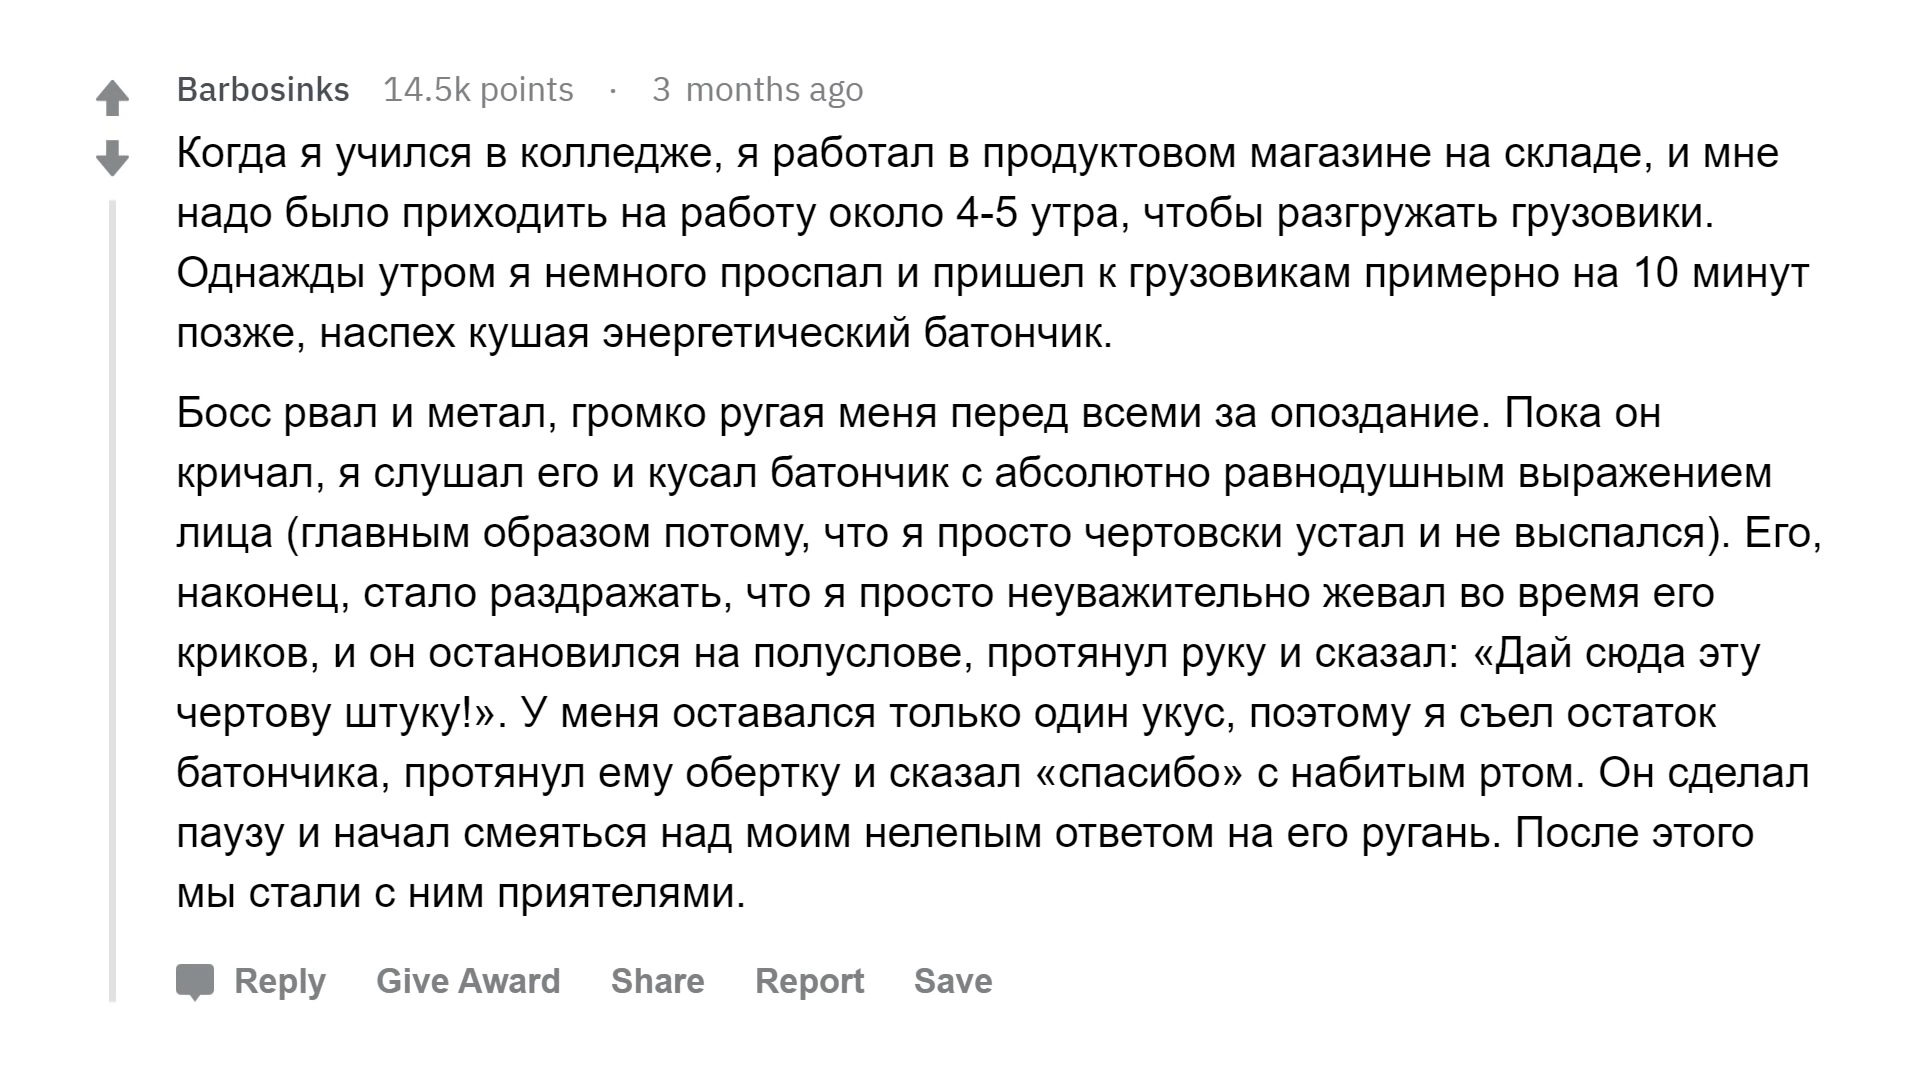 Barbosinks 14.5k points · 3 months ago
Когда я учился в колледже, я работал в продуктовом магазине на складе, и мне
надо было приходить на работу около 4-5 утра, чтобы разгружать грузовики.
Однажды утром я немного проспал и пришел к грузовикам примерно на 10 минут
позже, наспех кушая энергетический батончик.
Босс рвал и метал, громко ругая меня перед всеми за опоздание. Пока он
кричал, я слушал его и кусал батончик с абсолютно равнодушным выражением
лица (главным образом потому, что я просто чертовски устал и не выспался). Его,
наконец, стало раздражать, что я просто неуважительно жевал во время его
криков, и он остановился на полуслове, протянул руку и сказал: «Дай сюда эту
чертову штуку!». У меня оставался только один укус, поэтому я съел остаток
батончика, протянул ему обертку и сказал «спасибо» с набитым ртом. Он сделал
паузу и начал смеяться над моим нелепым ответом на его ругань. После этого
мы стали с ним приятелями.
Reply Give Award Share Report Save